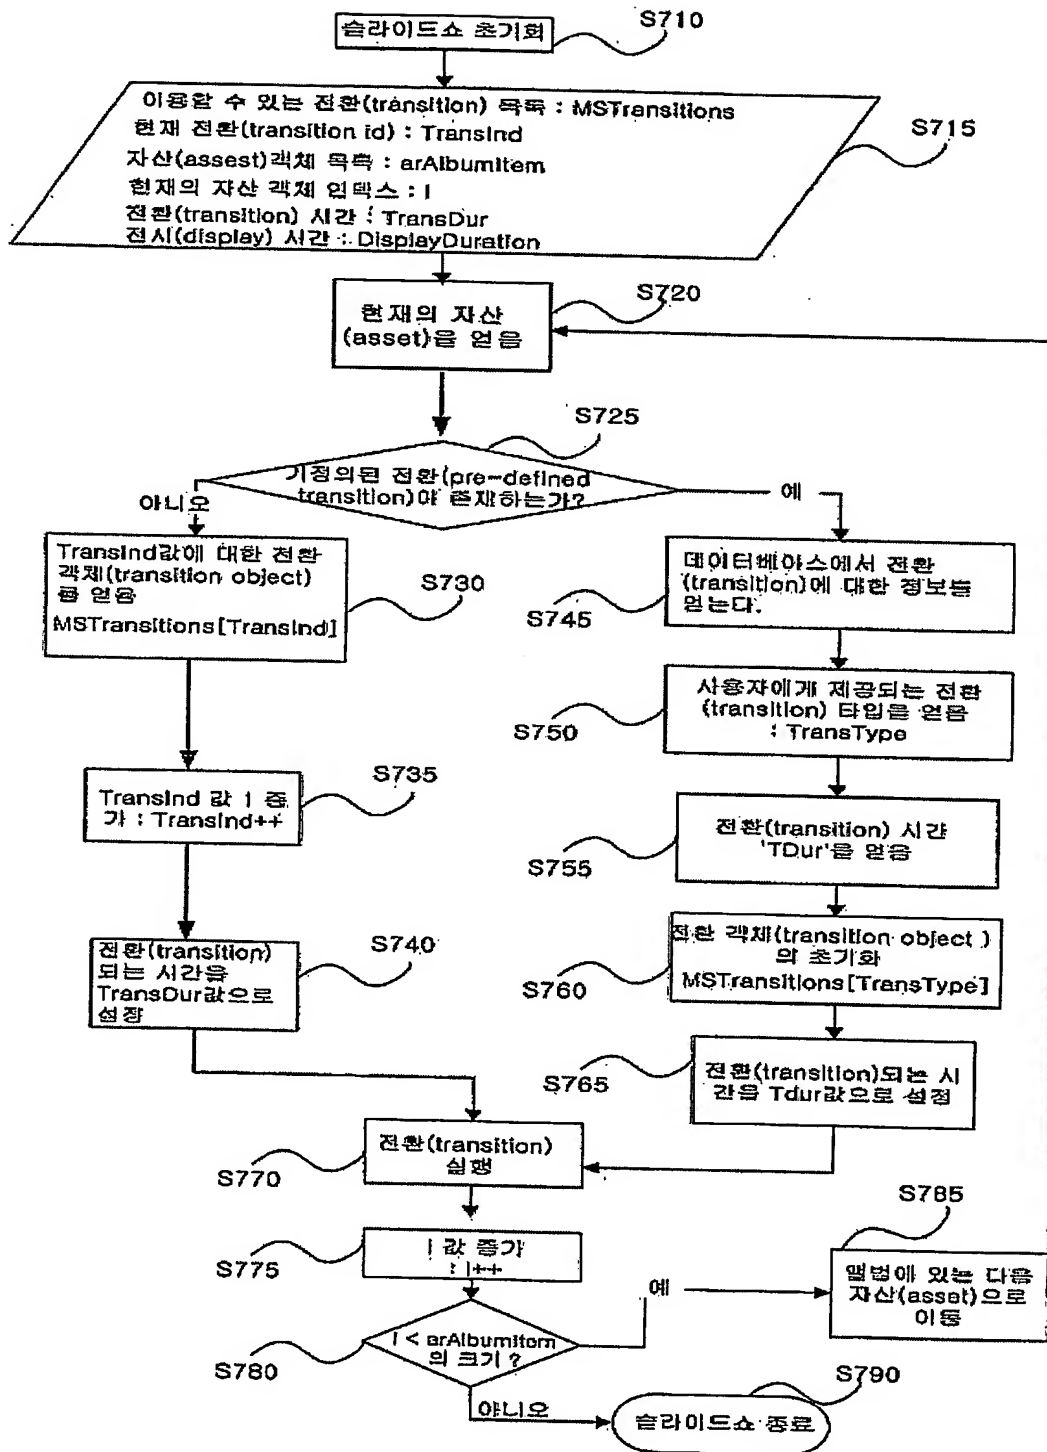 슬라이드쇼 초기화
S710
이용할 수 있는 전환(transition) 목록 : MSTransitions
현재 전환(transition id) : TransInd
자산(assest)객체 목록 : arAlbumItem
현재의 자산 객체 인덱스 : I
전환(transition) 시간 : TransDur
전시(display) 시간 : DisplayDuration
S715
현재의 자산
(asset)을 얻음
S720
S725
기정의된 전환(pre-defined
transition)이 존재하는가?
아니오
예
TransInd값에 대한 전환
객체(transition object)
를 얻음
MSTransitions[TransInd]
S730
데이터베이스에서 전환
(transition)에 대한 정보를
얻는다.
S745
사용자에게 제공되는 전환
(transition) 타입을 얻음
: TransType
S750
TransInd 값 1 증
가 : TransInd++
S735
전환(transition) 시간
'TDur'을 얻음
S755
전환(transition)
되는 시간을
TransDur값으로
설정
S740
전환 객체(transition object )
의 초기화
MSTransitions[TransType]
S760
전환(transition)되는 시
간을 Tdur값으로 설정
S765
전환(transition)
실행
S770
I 값 증가
: I++
S775
I < arAlbumItem
의 크기 ?
S780
예
앨범에 있는 다음
자산(asset)으로
이동
S785
아니오
슬라이드쇼 종료
S790